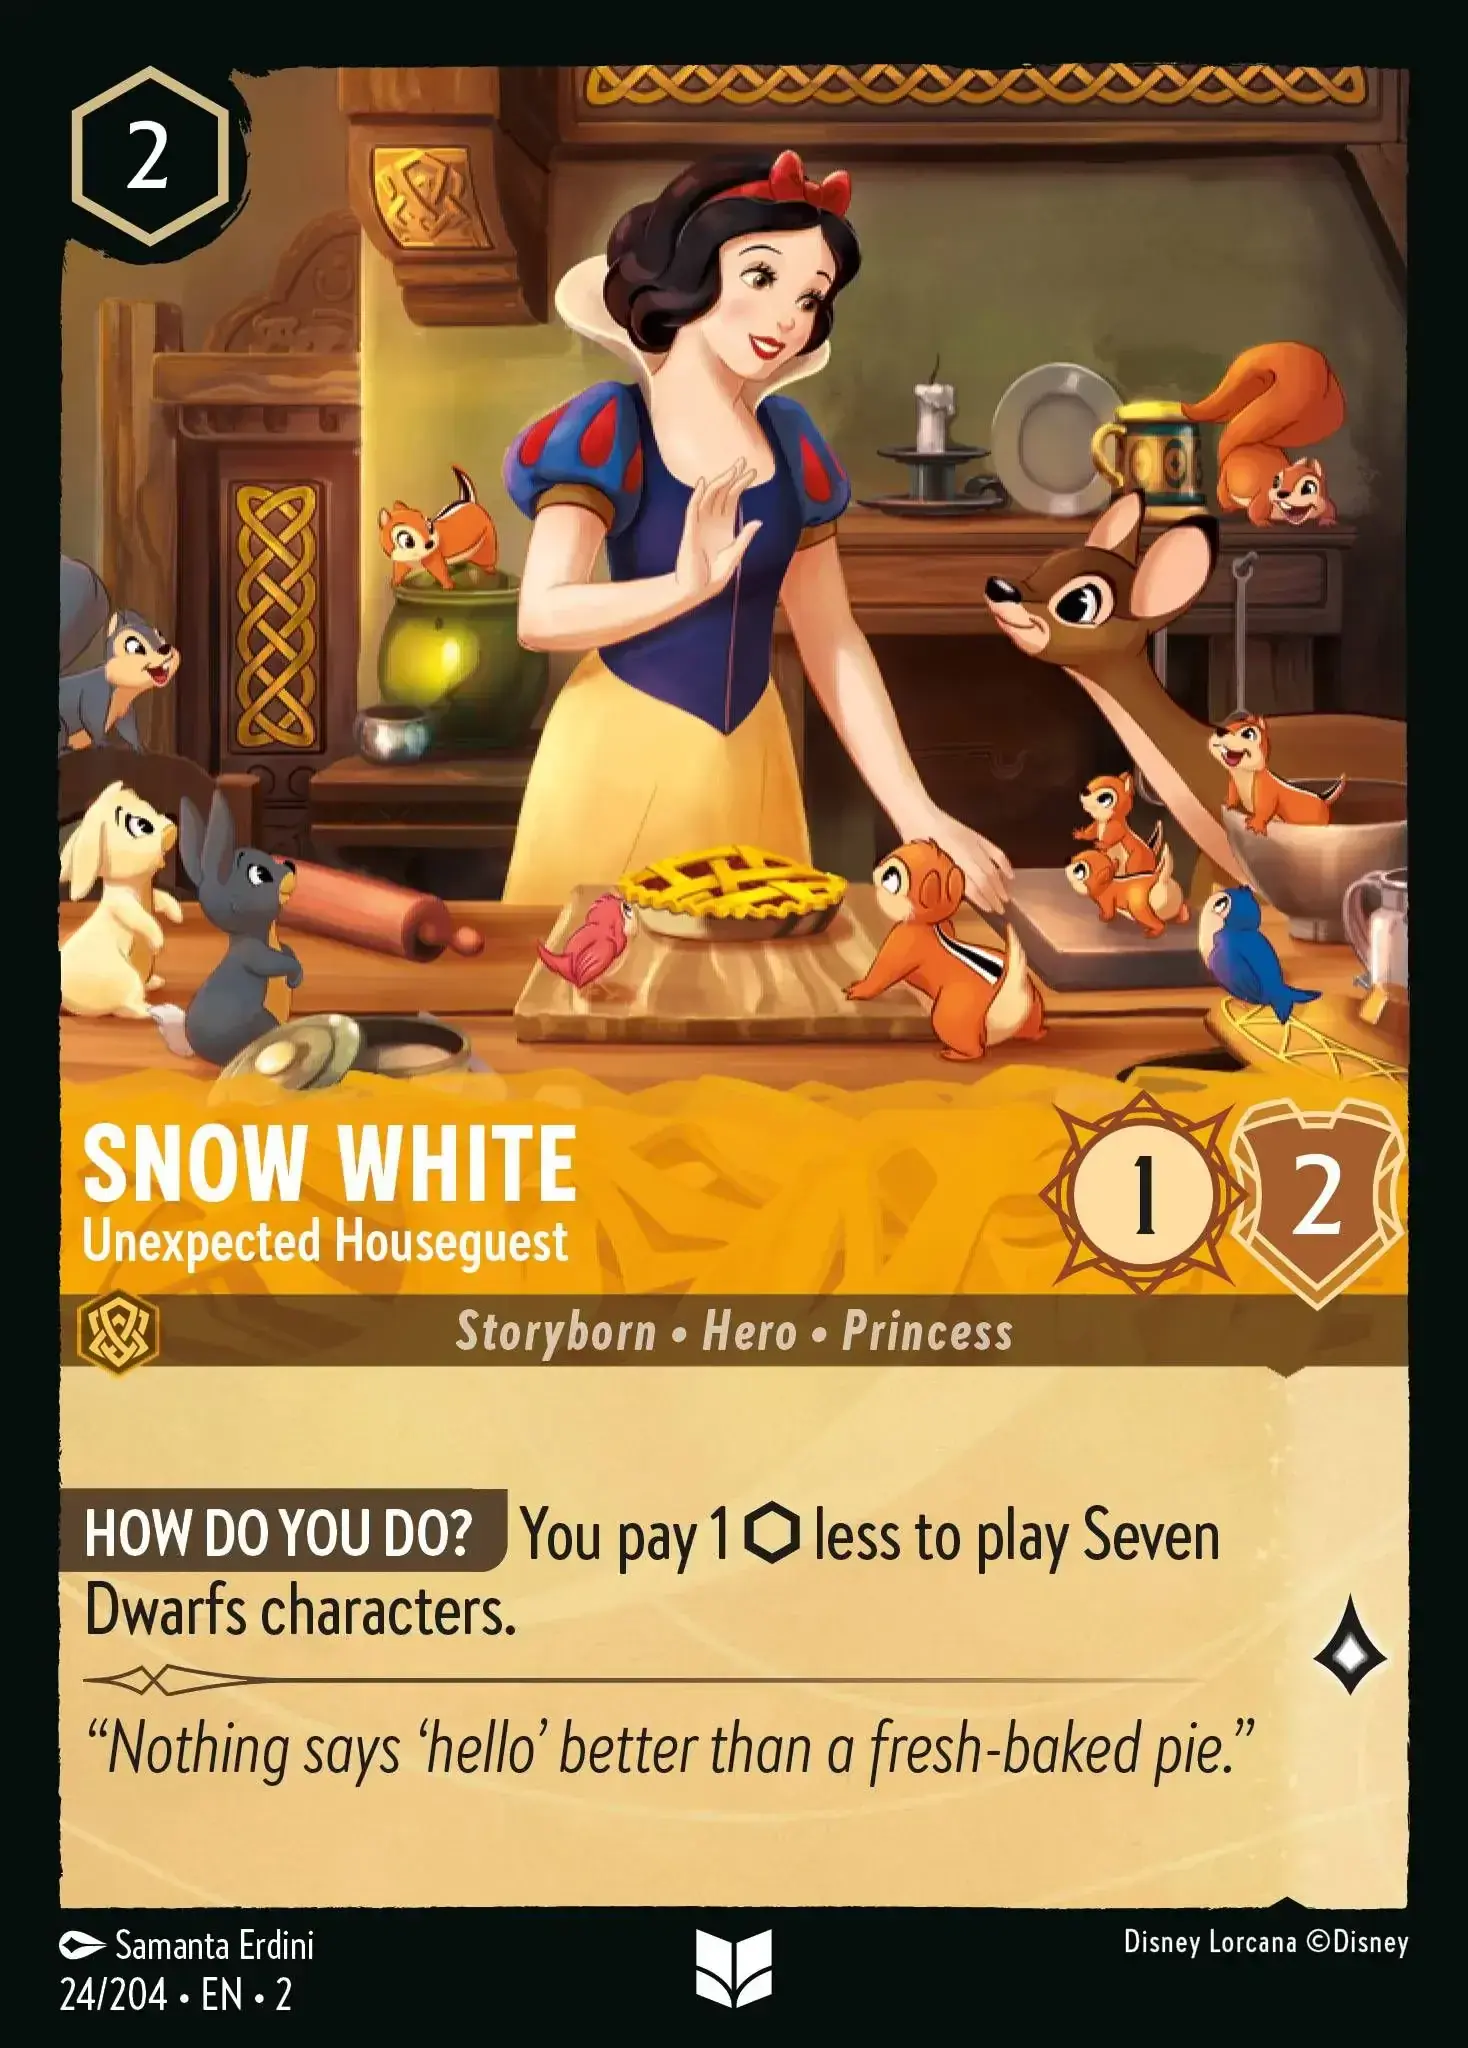 2
SNOW WHITE
Unexpected Houseguest
1
2
Storyborn • Hero • Princess
HOW DO YOU DO? You pay 1 ⬡ less to play Seven
Dwarfs characters.
“Nothing says ‘hello’ better than a fresh-baked pie.”
Samanta Erdini
24/204 • EN • 2
Disney Lorcana ©Disney